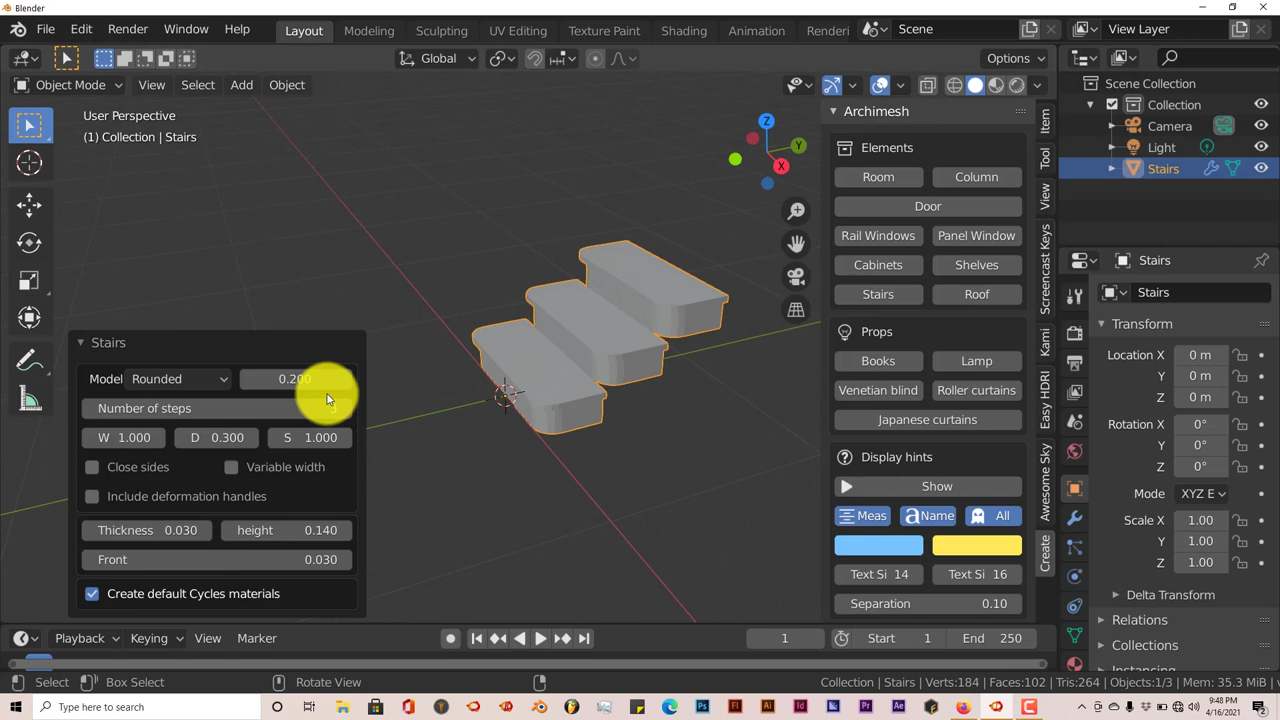 Blender
File Edit Render Window Help Layout Modeling Sculpting UV Editing Texture Paint Shading Animation Renderi Scene View Layer
Global Options
Object Mode View Select Add Object
User Perspective
(1) Collection | Stairs
Z
Y
X
Stairs
Model Rounded 0.200
Number of steps 3
W 1.000 D 0.300 S 1.000
Close sides Variable width
Include deformation handles
Thickness 0.030 height 0.140
Front 0.030
Create default Cycles materials
Archimesh
Elements
Room Column
Door
Rail Windows Panel Window
Cabinets Shelves
Stairs Roof
Props
Books Lamp
Venetian blind Roller curtains
Japanese curtains
Display hints
Show
Meas Name All
Text Si 14 Text Si 16
Separation 0.10
Item
Tool
View
Screencast Keys
Kami
Easy HDRI
Awesome Sky
Create
Scene Collection
Collection
Camera
Light
Stairs
Stairs
Stairs
Transform
Location X 0 m
Y 0 m
Z 0 m
Rotation X 0°
Y 0°
Z 0°
Mode XYZ E
Scale X 1.00
Y 1.00
Z 1.00
Delta Transform
Relations
Collections
Instancing
Playback Keying View Marker 1 Start 1 End 250
Select Box Select Rotate View Collection | Stairs | Verts:184 | Faces:102 | Tris:264 | Objects:1/3 | Mem: 35.3 MiB
Type here to search
9:48 PM
4/16/2021